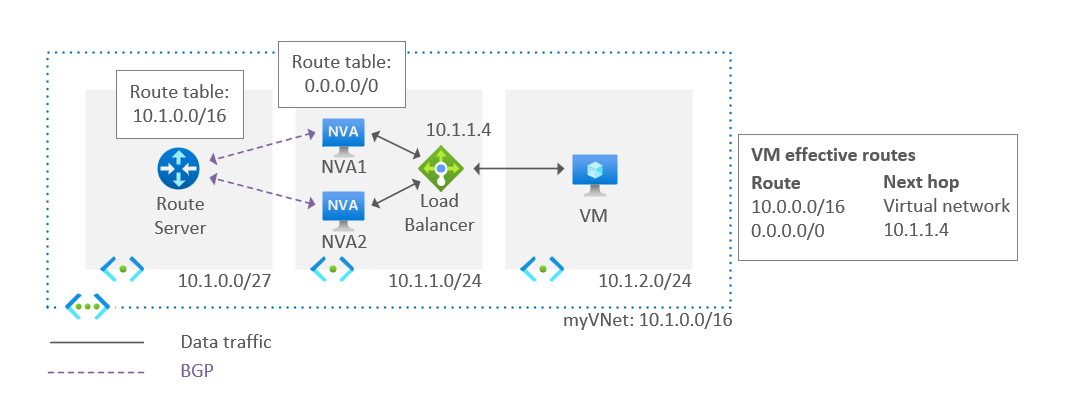 Route table:
0.0.0.0/0
Route table:
10.1.0.0/16
NVA
NVA1
10.1.1.4
NVA
NVA2
Route
Server
Load
Balancer
VM
10.1.0.0/27
10.1.1.0/24
10.1.2.0/24
myVNet: 10.1.0.0/16
VM effective routes
Route Next hop
10.0.0.0/16 Virtual network
0.0.0.0/0 10.1.1.4
Data traffic
BGP